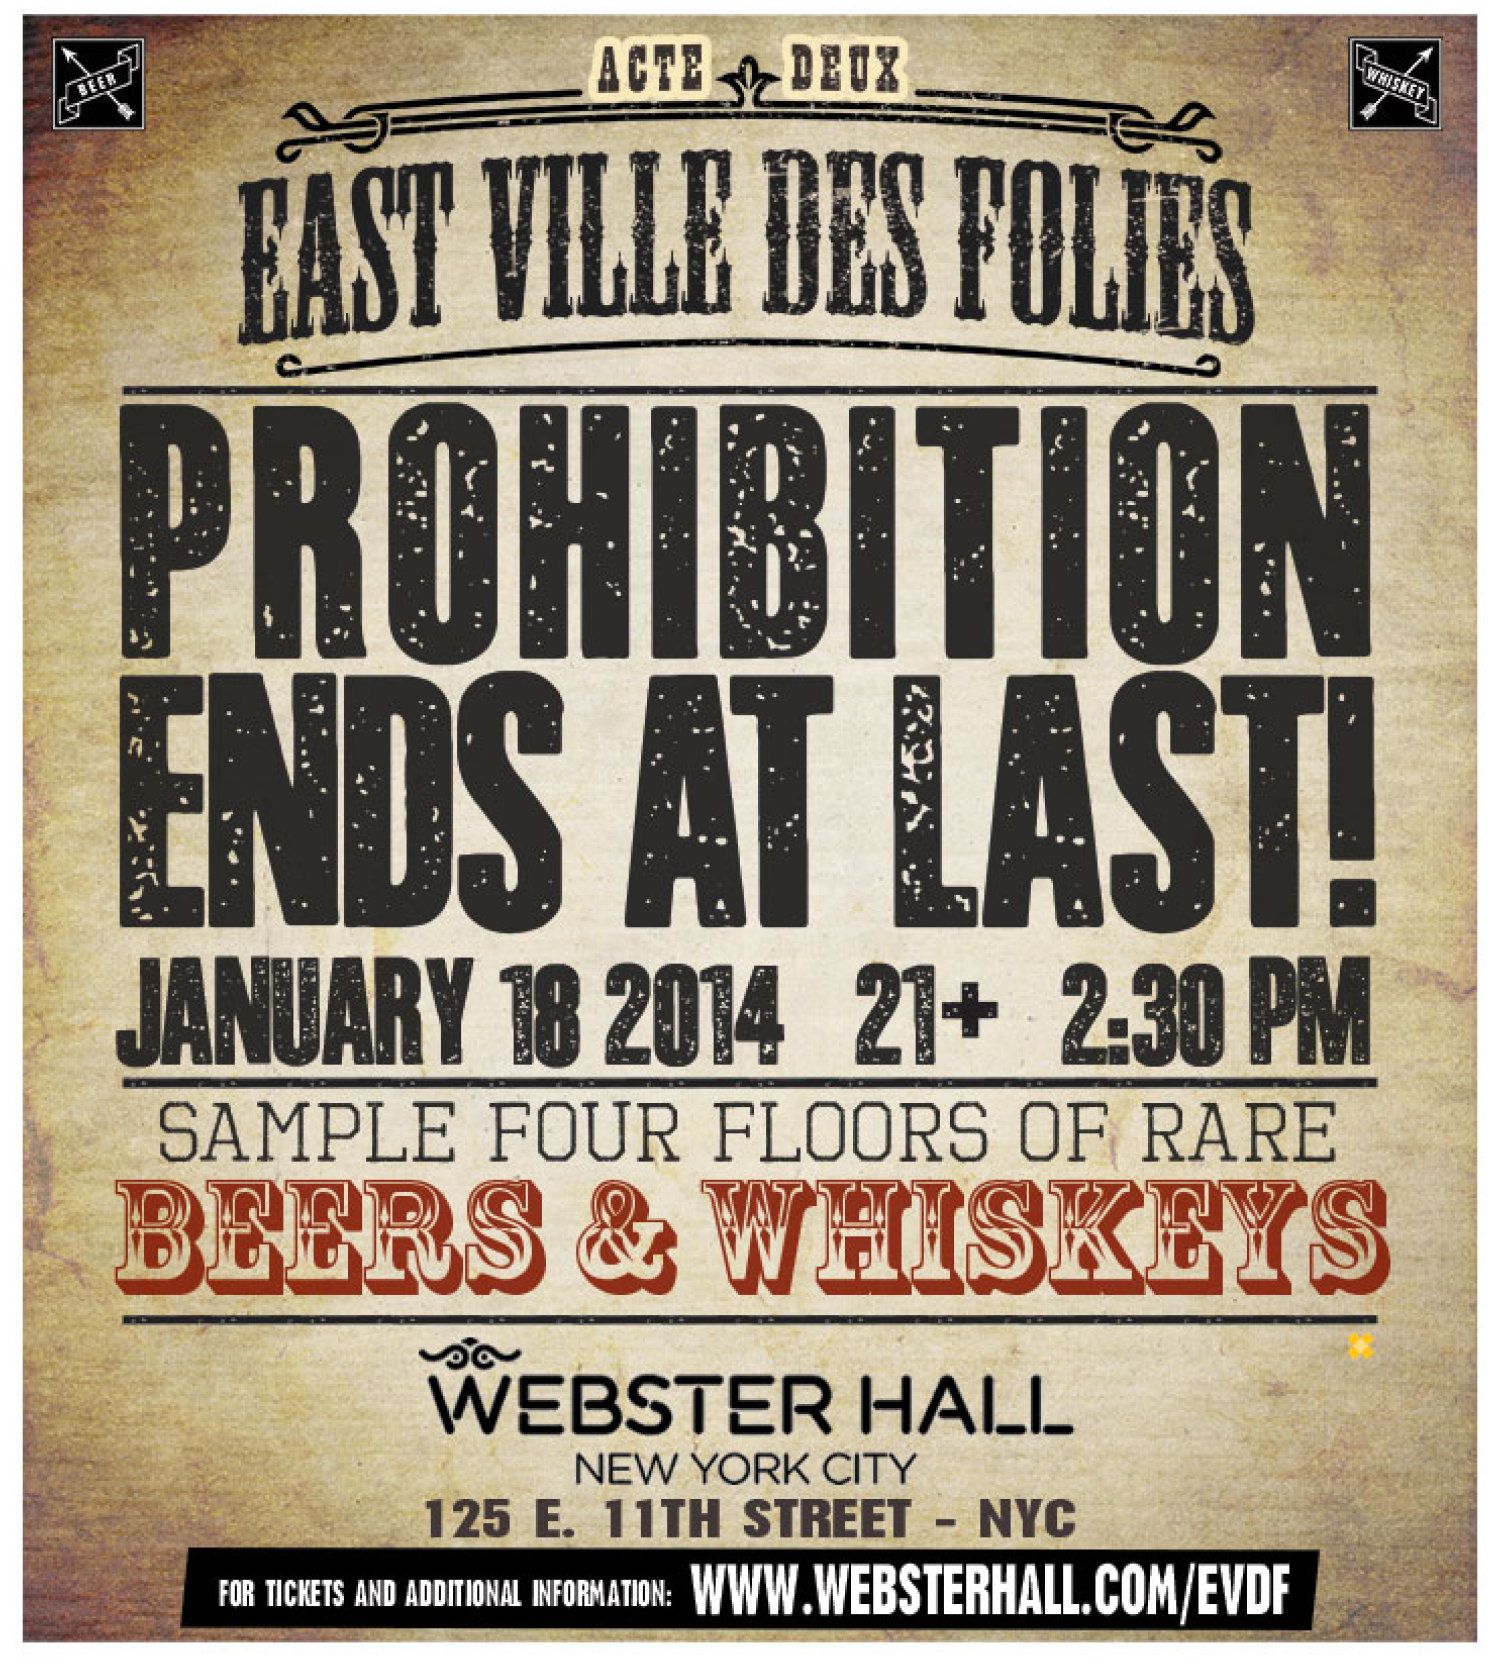 BEER
WHISKEY
ACTE DEUX
EAST VILLE DES FOLIES
PROHIBITION
ENDS AT LAST!
JANUARY 18 2014 21+ 2:30 PM
SAMPLE FOUR FLOORS OF RARE
BEERS & WHISKEYS
WEBSTER HALL
NEW YORK CITY
125 E. 11TH STREET - NYC
FOR TICKETS AND ADDITIONAL INFORMATION: WWW.WEBSTERHALL.COM/EVDF